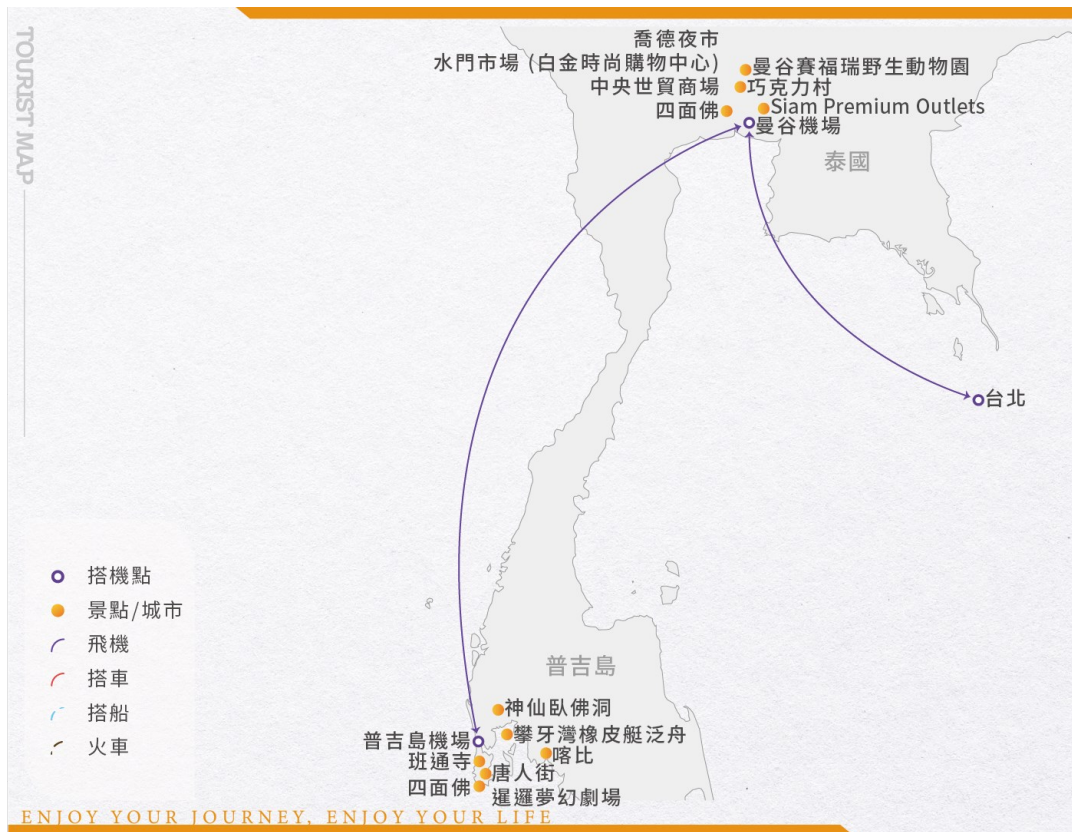 TOURIST MAP
喬德夜市
水門市場 (白金時尚購物中心)
中央世貿商場
四面佛
曼谷賽福瑞野生動物園
巧克力村
Siam Premium Outlets
曼谷機場
泰國
台北
搭機點
景點/城市
飛機
搭車
搭船
火車
普吉島
神仙臥佛洞
攀牙灣橡皮艇泛舟
喀比
普吉島機場
班通寺
唐人街
四面佛
暹邏夢幻劇場
ENJOY YOUR JOURNEY, ENJOY YOUR LIFE